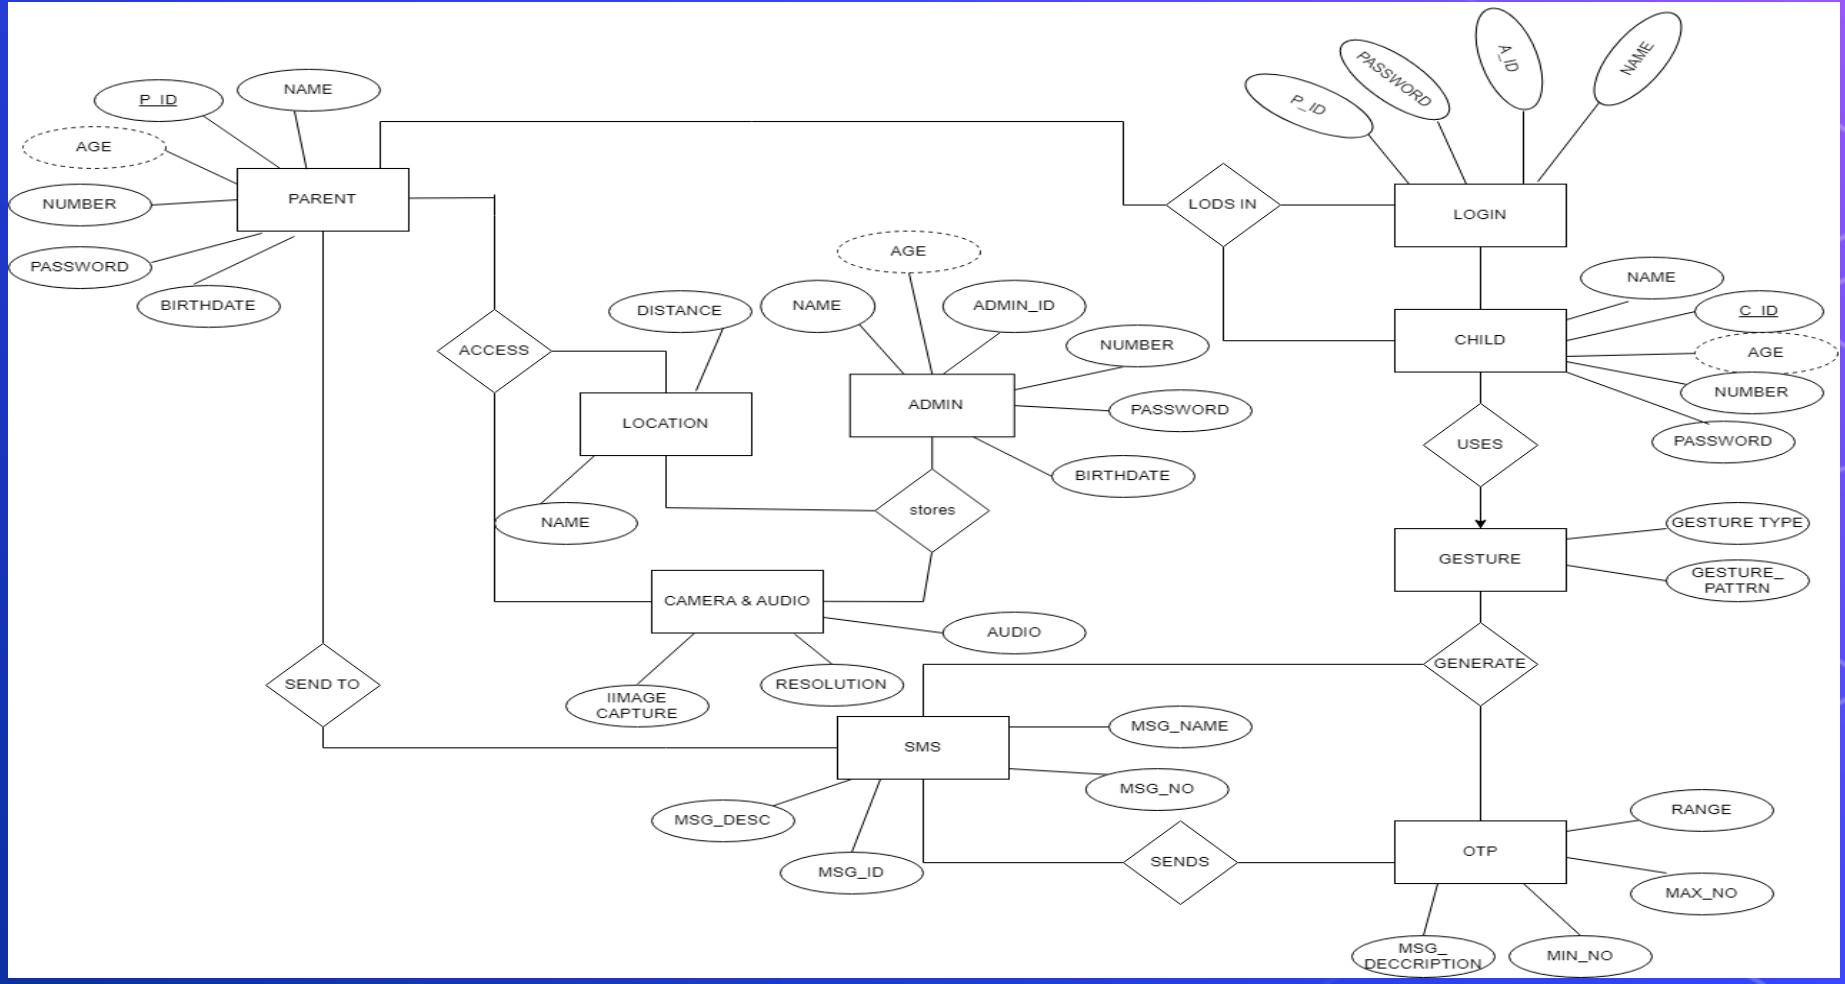 P_ID
NAME
AGE
NUMBER
PASSWORD
BIRTHDATE
PARENT
P_ID
PASSWORD
A_ID
NAME
LODS IN
LOGIN
ACCESS
DISTANCE
LOCATION
NAME
AGE
NAME
ADMIN_ID
NUMBER
ADMIN
PASSWORD
BIRTHDATE
stores
NAME
C_ID
CHILD
AGE
NUMBER
PASSWORD
USES
GESTURE TYPE
GESTURE
GESTURE_
PATTRN
CAMERA & AUDIO
AUDIO
RESOLUTION
IIMAGE
CAPTURE
SEND TO
GENERATE
MSG_NAME
SMS
MSG_NO
MSG_DESC
MSG_ID
SENDS
RANGE
OTP
MAX_NO
MSG_
DECCRIPTION
MIN_NO